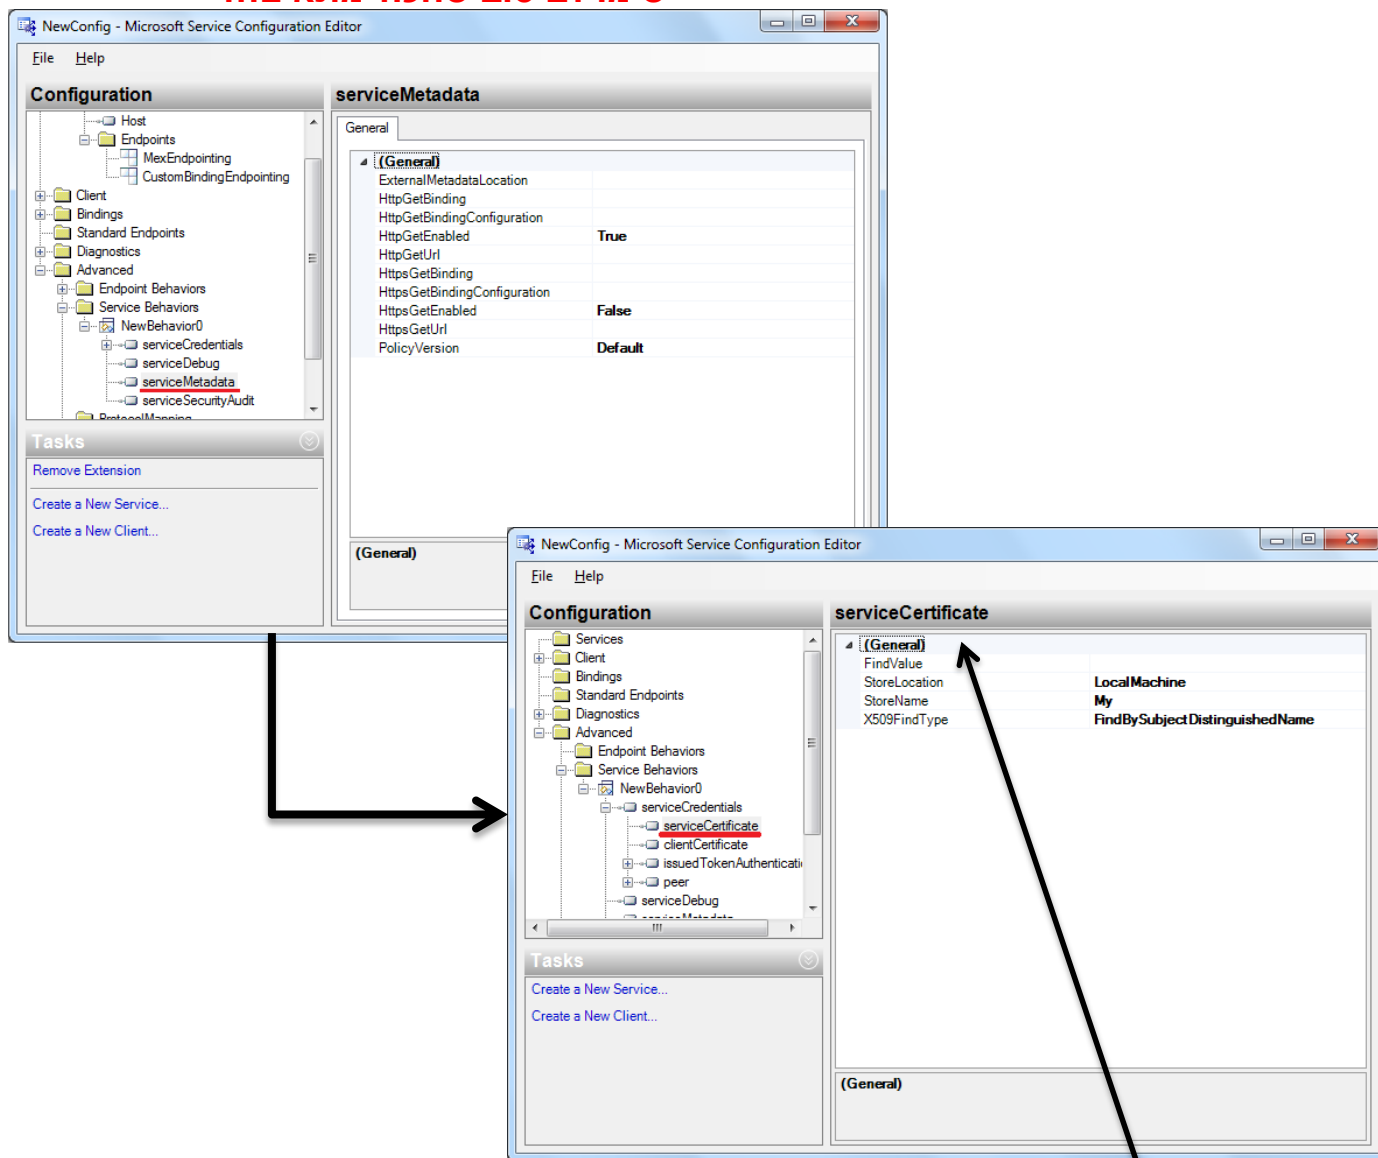 NewConfig - Microsoft Service Configuration Editor
File Help
Configuration
serviceMetadata
Host
Endpoints
MexEndpointing
CustomBindingEndpointing
Client
Bindings
Standard Endpoints
Diagnostics
Advanced
Endpoint Behaviors
Service Behaviors
NewBehavior0
serviceCredentials
serviceDebug
serviceMetadata
serviceSecurityAudit
ProtocolMapping
General
(General)
ExternalMetadataLocation
HttpGetBinding
HttpGetBindingConfiguration
HttpGetEnabled True
HttpGetUrl
HttpsGetBinding
HttpsGetBindingConfiguration
HttpsGetEnabled False
HttpsGetUrl
PolicyVersion Default
Tasks
Remove Extension
Create a New Service...
Create a New Client...
(General)
NewConfig - Microsoft Service Configuration Editor
File Help
Configuration
serviceCertificate
Services
Client
Bindings
Standard Endpoints
Diagnostics
Advanced
Endpoint Behaviors
Service Behaviors
NewBehavior0
serviceCredentials
serviceCertificate
clientCertificate
issuedTokenAuthenticati
peer
serviceDebug
serviceMetadata
(General)
FindValue
StoreLocation LocalMachine
StoreName My
X509FindType FindBySubjectDistinguishedName
Tasks
Create a New Service...
Create a New Client...
(General)